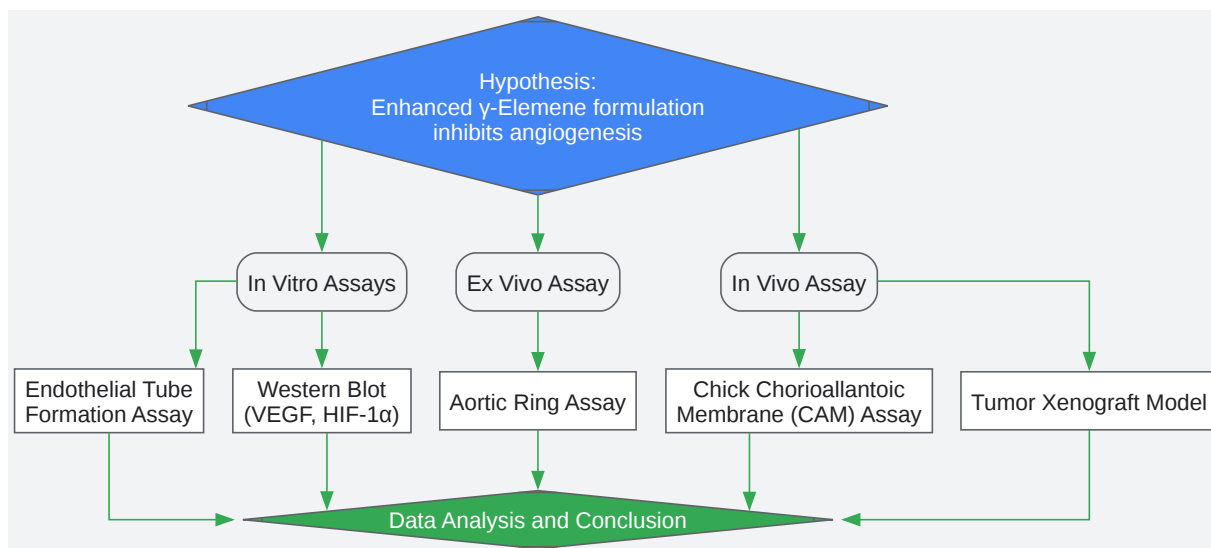 Hypothesis:
Enhanced γ-Elemene formulation
inhibits angiogenesis
In Vitro Assays
Ex Vivo Assay
In Vivo Assay
Endothelial Tube
Formation Assay
Western Blot
(VEGF, HIF-1α)
Aortic Ring Assay
Chick Chorioallantoic
Membrane (CAM) Assay
Tumor Xenograft Model
Data Analysis and Conclusion